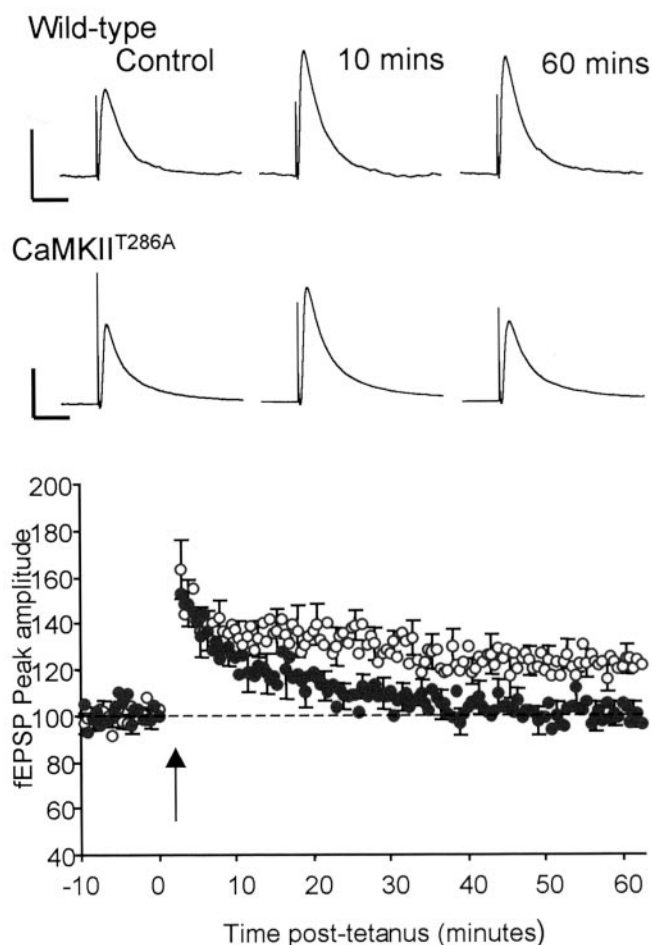 Wild-type
Control 10 mins 60 mins
CaMKII^T286A
fEPSP Peak amplitude
200
180
160
140
120
100
80
60
40
-10 0 10 20 30 40 50 60
Time post-tetanus (minutes)